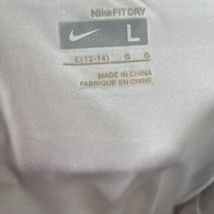 NikeFIT DRY
L
L(12-14) G G
MADE IN CHINA
FABRIQUÉ EN CHINE